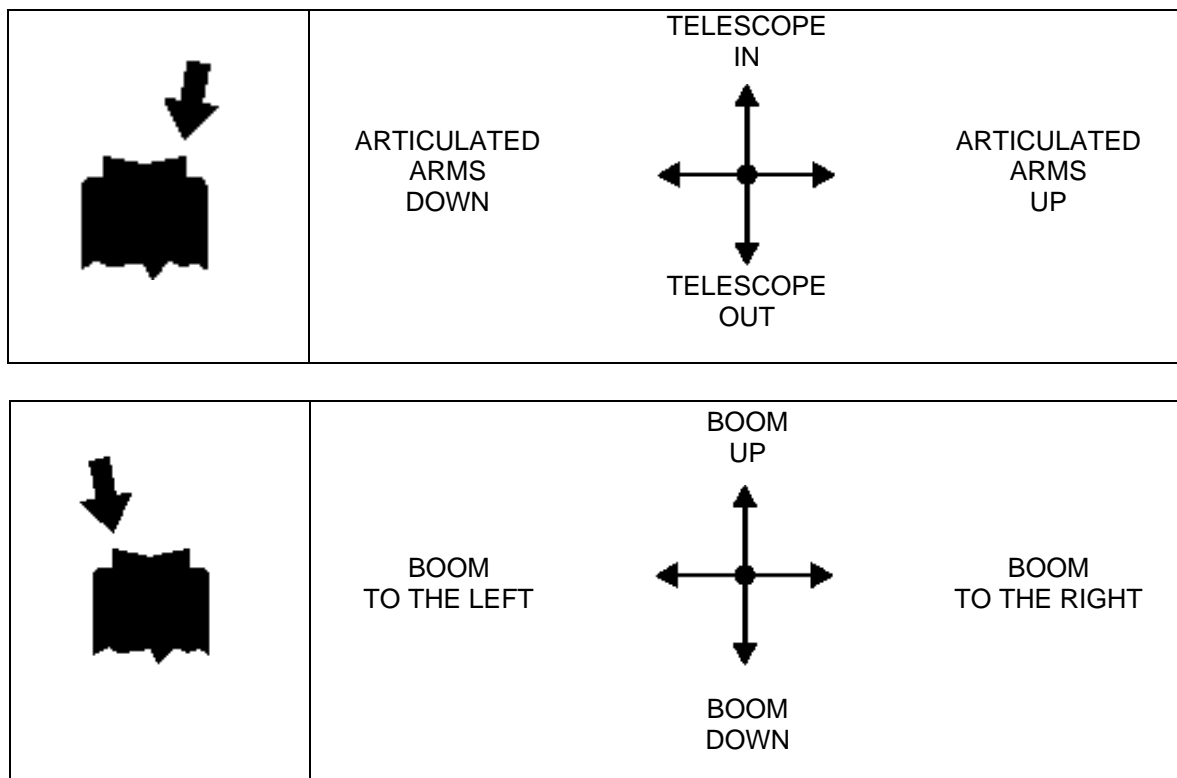 TELESCOPE
IN
ARTICULATED
ARMS
DOWN
ARTICULATED
ARMS
UP
TELESCOPE
OUT
BOOM
UP
BOOM
TO THE LEFT
BOOM
TO THE RIGHT
BOOM
DOWN